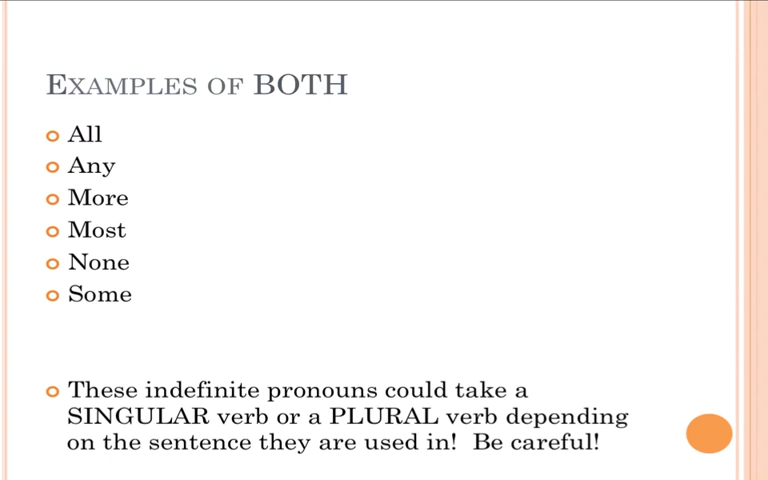 EXAMPLES OF BOTH
All
Any
More
Most
None
Some
These indefinite pronouns could take a
SINGULAR verb or a PLURAL verb depending
on the sentence they are used in! Be careful!